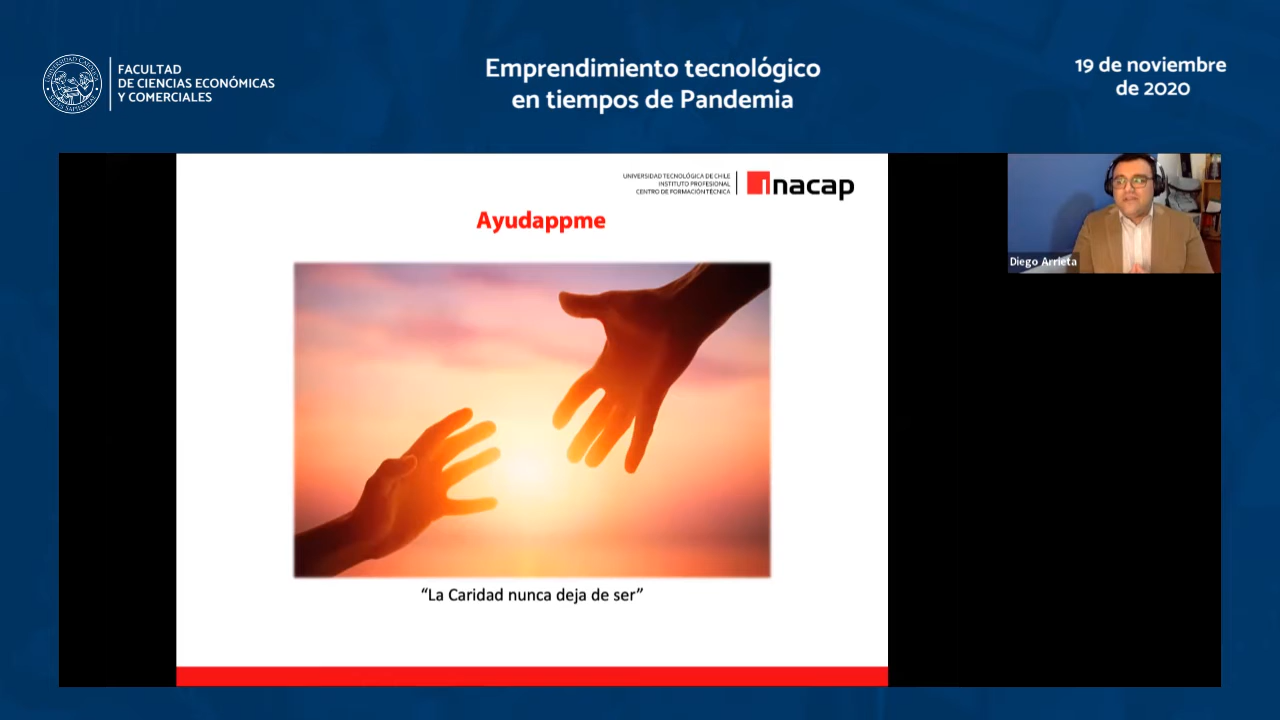 FACULTAD
DE CIENCIAS ECONÓMICAS
Y COMERCIALES
Emprendimiento tecnológico
en tiempos de Pandemia
19 de noviembre
de 2020
UNIVERSIDAD TECNOLÓGICA DE CHILE
INSTITUTO PROFESIONAL
CENTRO DE FORMACIÓN TÉCNICA
inacap
Ayudappme
Diego Arrieta
“La Caridad nunca deja de ser”